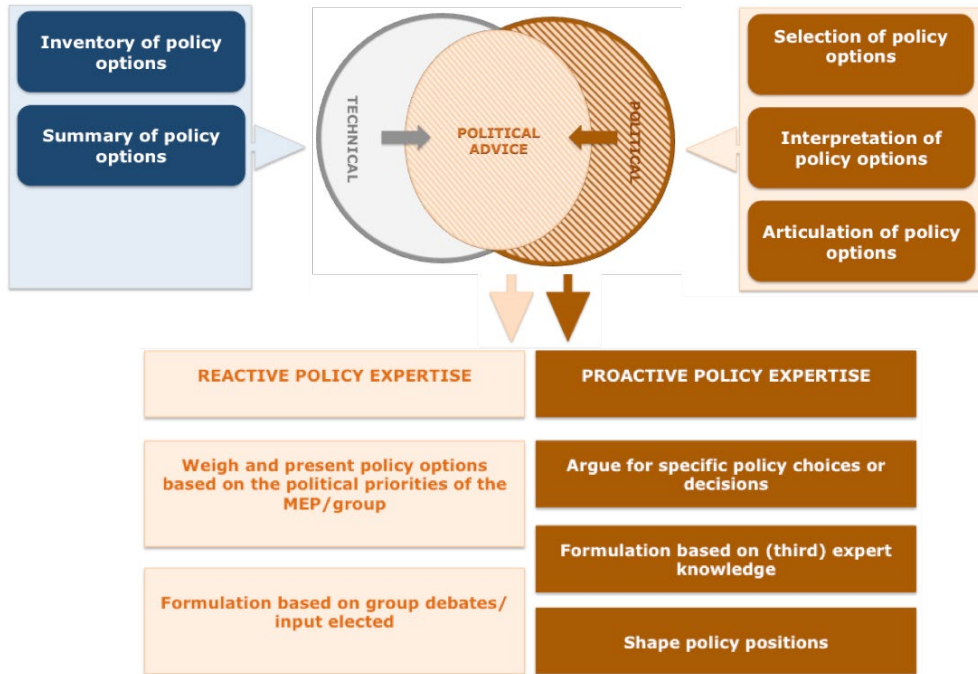 Inventory of policy
options
Summary of policy
options
TECHNICAL
POLITICAL
ADVICE
POLITICAL
Selection of policy
options
Interpretation of
policy options
Articulation of policy
options
REACTIVE POLICY EXPERTISE
Weigh and present policy options
based on the political priorities of the
MEP/group
Formulation based on group debates/
input elected
PROACTIVE POLICY EXPERTISE
Argue for specific policy choices or
decisions
Formulation based on (third) expert
knowledge
Shape policy positions